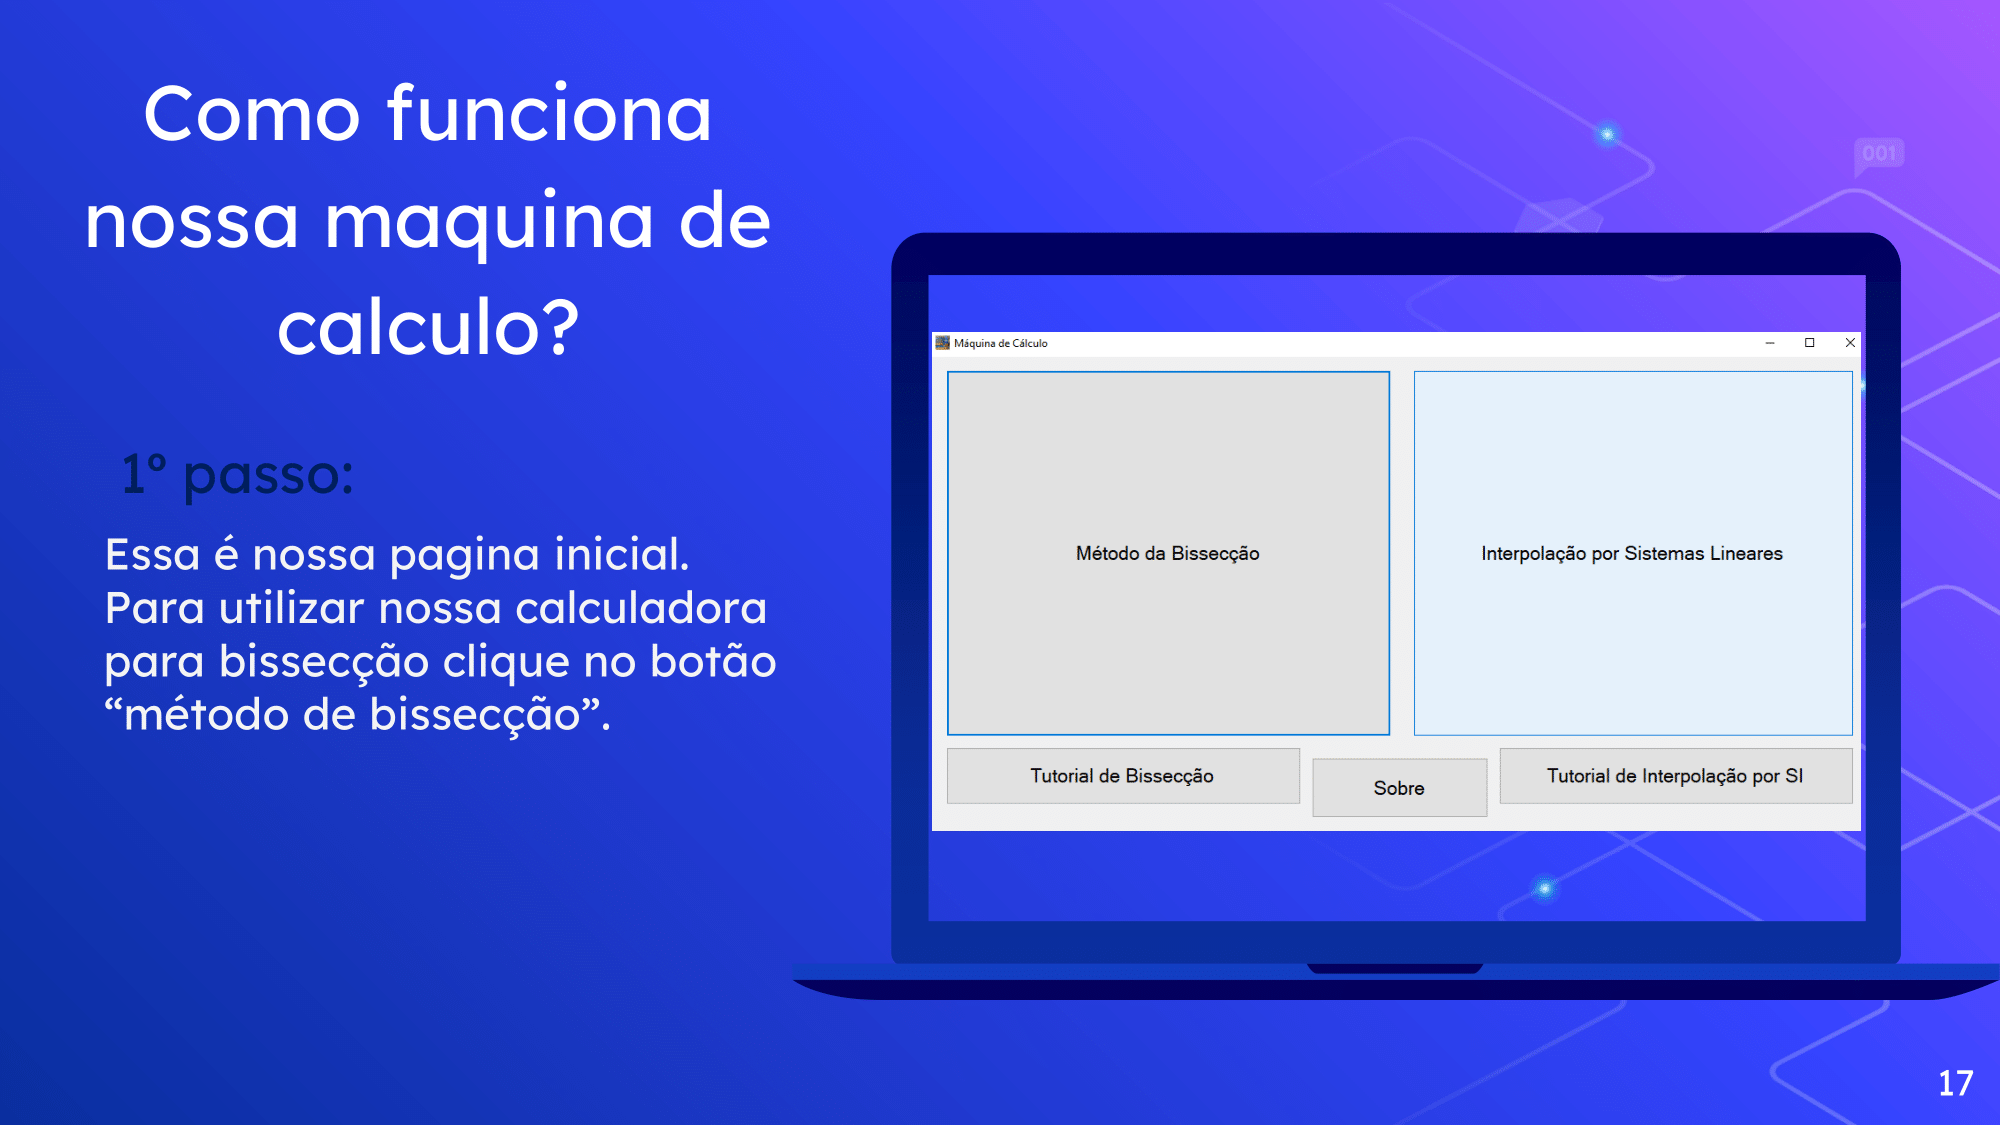 Como funciona
nossa maquina de
calculo?
1º passo:
Essa é nossa pagina inicial.
Para utilizar nossa calculadora
para bissecção clique no botão
“método de bissecção”.
001
Máquina de Cálculo
Método da Bissecção
Interpolação por Sistemas Lineares
Tutorial de Bissecção
Sobre
Tutorial de Interpolação por SI
17